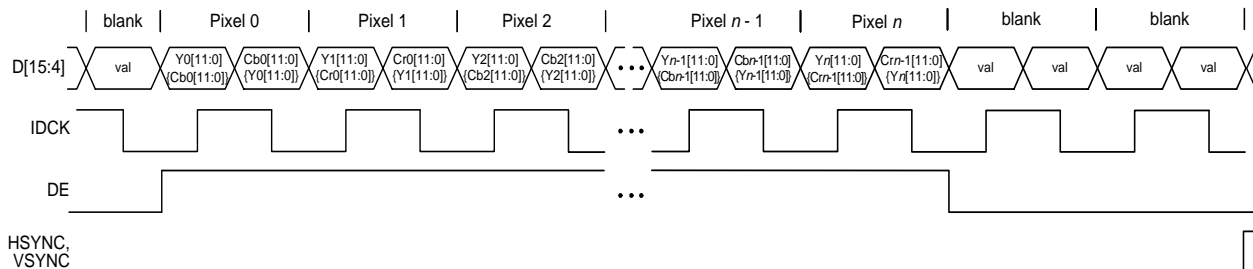 blank Pixel 0 Pixel 1 Pixel 2 Pixel n - 1 Pixel n blank blank
D[15:4] val Y0[11:0] Cb0[11:0] Y1[11:0] Cr0[11:0] Y2[11:0] Cb2[11:0] ••• Yn-1[11:0] Cbn-1[11:0] Yn[11:0] Crn-1[11:0] val val val val
{Cb0[11:0]} {Y0[11:0]} {Cr0[11:0]} {Y1[11:0]} {Cb2[11:0]} {Y2[11:0]} {Cbn-1[11:0]} {Yn-1[11:0]} {Crn-1[11:0]} {Yn[11:0]}
IDCK •••
DE •••
HSYNC,
VSYNC